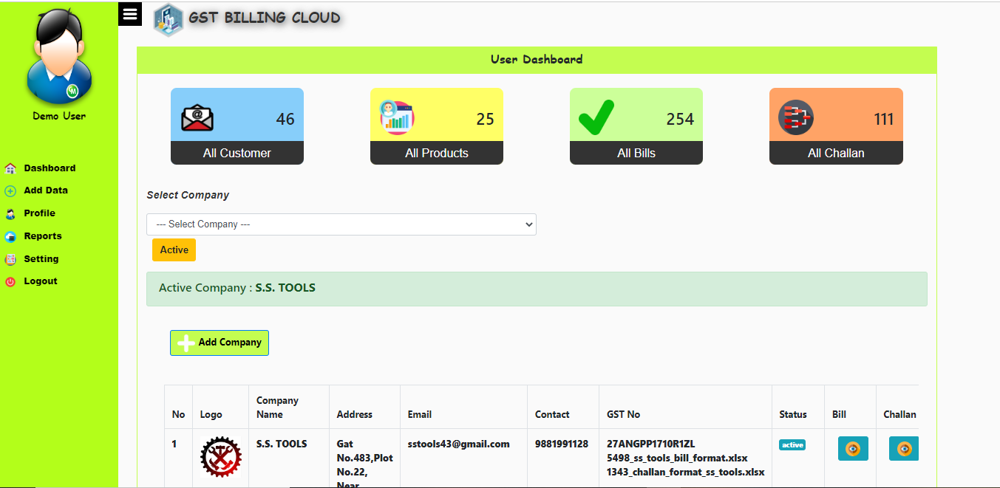 GST BILLING CLOUD
Demo User
Dashboard
Add Data
Profile
Reports
Setting
Logout
User Dashboard
46
All Customer
25
All Products
254
All Bills
111
All Challan
Select Company
--- Select Company ---
Active
Active Company : S.S. TOOLS
Add Company
No Logo Company Name Address Email Contact GST No Status Bill Challan
1 S.S. TOOLS Gat sstools43@gmail.com 9881991128 27ANGPP1710R1ZL active
No.483,Plot 5498_ss_tools_bill_format.xlsx
No.22, 1343_challan_format_ss_tools.xlsx
Near